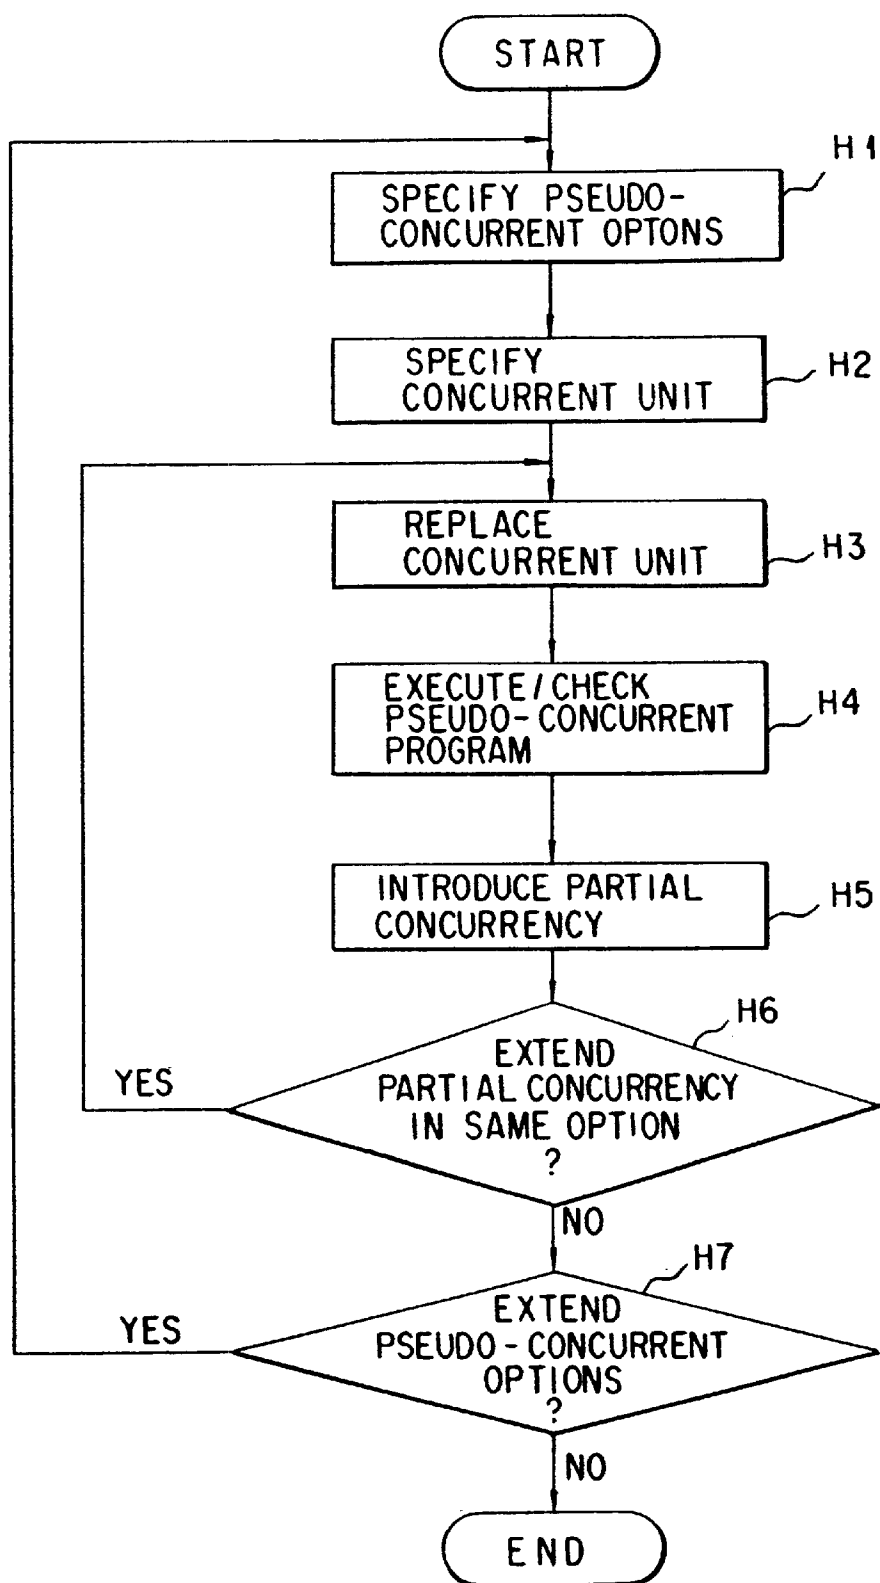 START
H1
SPECIFY PSEUDO-
CONCURRENT OPTONS
H2
SPECIFY
CONCURRENT UNIT
H3
REPLACE
CONCURRENT UNIT
H4
EXECUTE/CHECK
PSEUDO-CONCURRENT
PROGRAM
H5
INTRODUCE PARTIAL
CONCURRENCY
H6
EXTEND
PARTIAL CONCURRENCY
IN SAME OPTION
?
YES
NO
H7
EXTEND
PSEUDO-CONCURRENT
OPTIONS
?
YES
NO
END